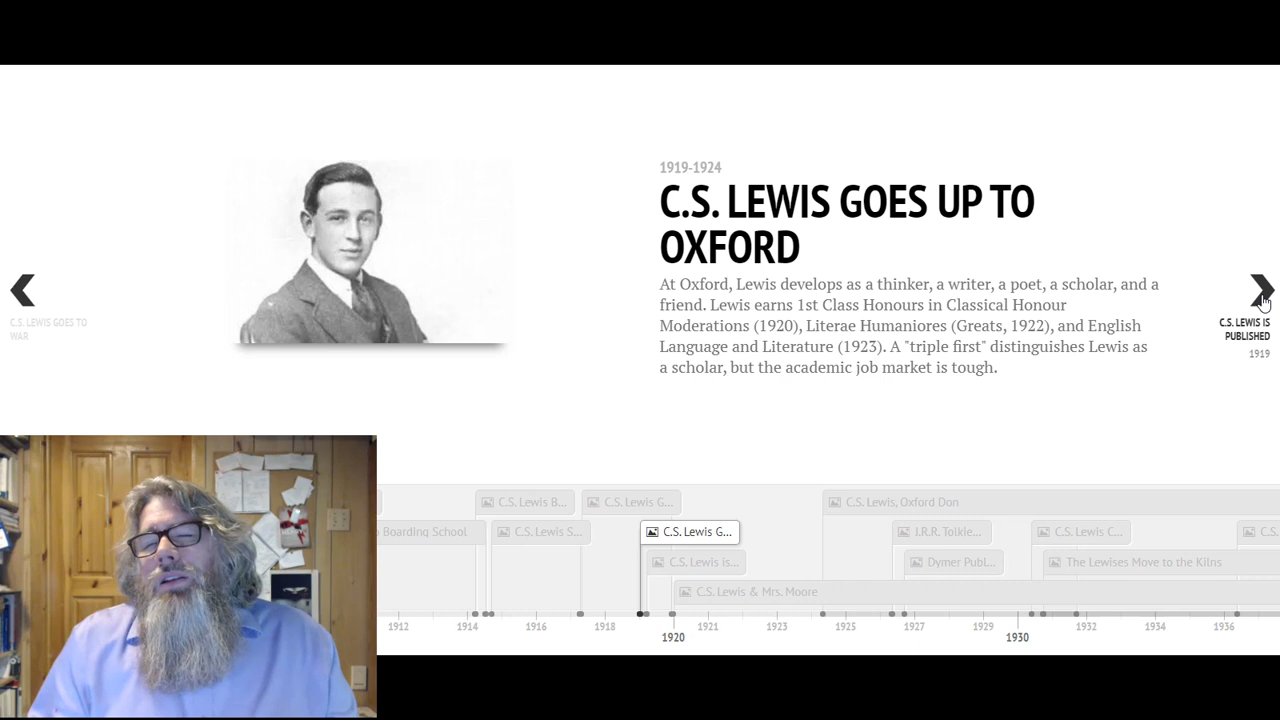 1919-1924
C.S. LEWIS GOES UP TO
OXFORD
At Oxford, Lewis develops as a thinker, a writer, a poet, a scholar, and a
friend. Lewis earns 1st Class Honours in Classical Honour
Moderations (1920), Literae Humaniores (Greats, 1922), and English
Language and Literature (1923). A "triple first" distinguishes Lewis as
a scholar, but the academic job market is tough.
C.S. LEWIS GOES TO
WAR
C.S. LEWIS IS
PUBLISHED
1919
C.S. Lewis B...
C.S. Lewis G...
C.S. Lewis, Oxford Don
Boarding School
C.S. Lewis S...
C.S. Lewis G...
J.R.R. Tolkie...
C.S. Lewis C...
C.S.
C.S. Lewis is...
Dymer Publ...
The Lewises Move to the Kilns
C.S. Lewis & Mrs. Moore
1912 1914 1916 1918 1921 1923 1925 1927 1929 1932 1934 1936
1920 1930